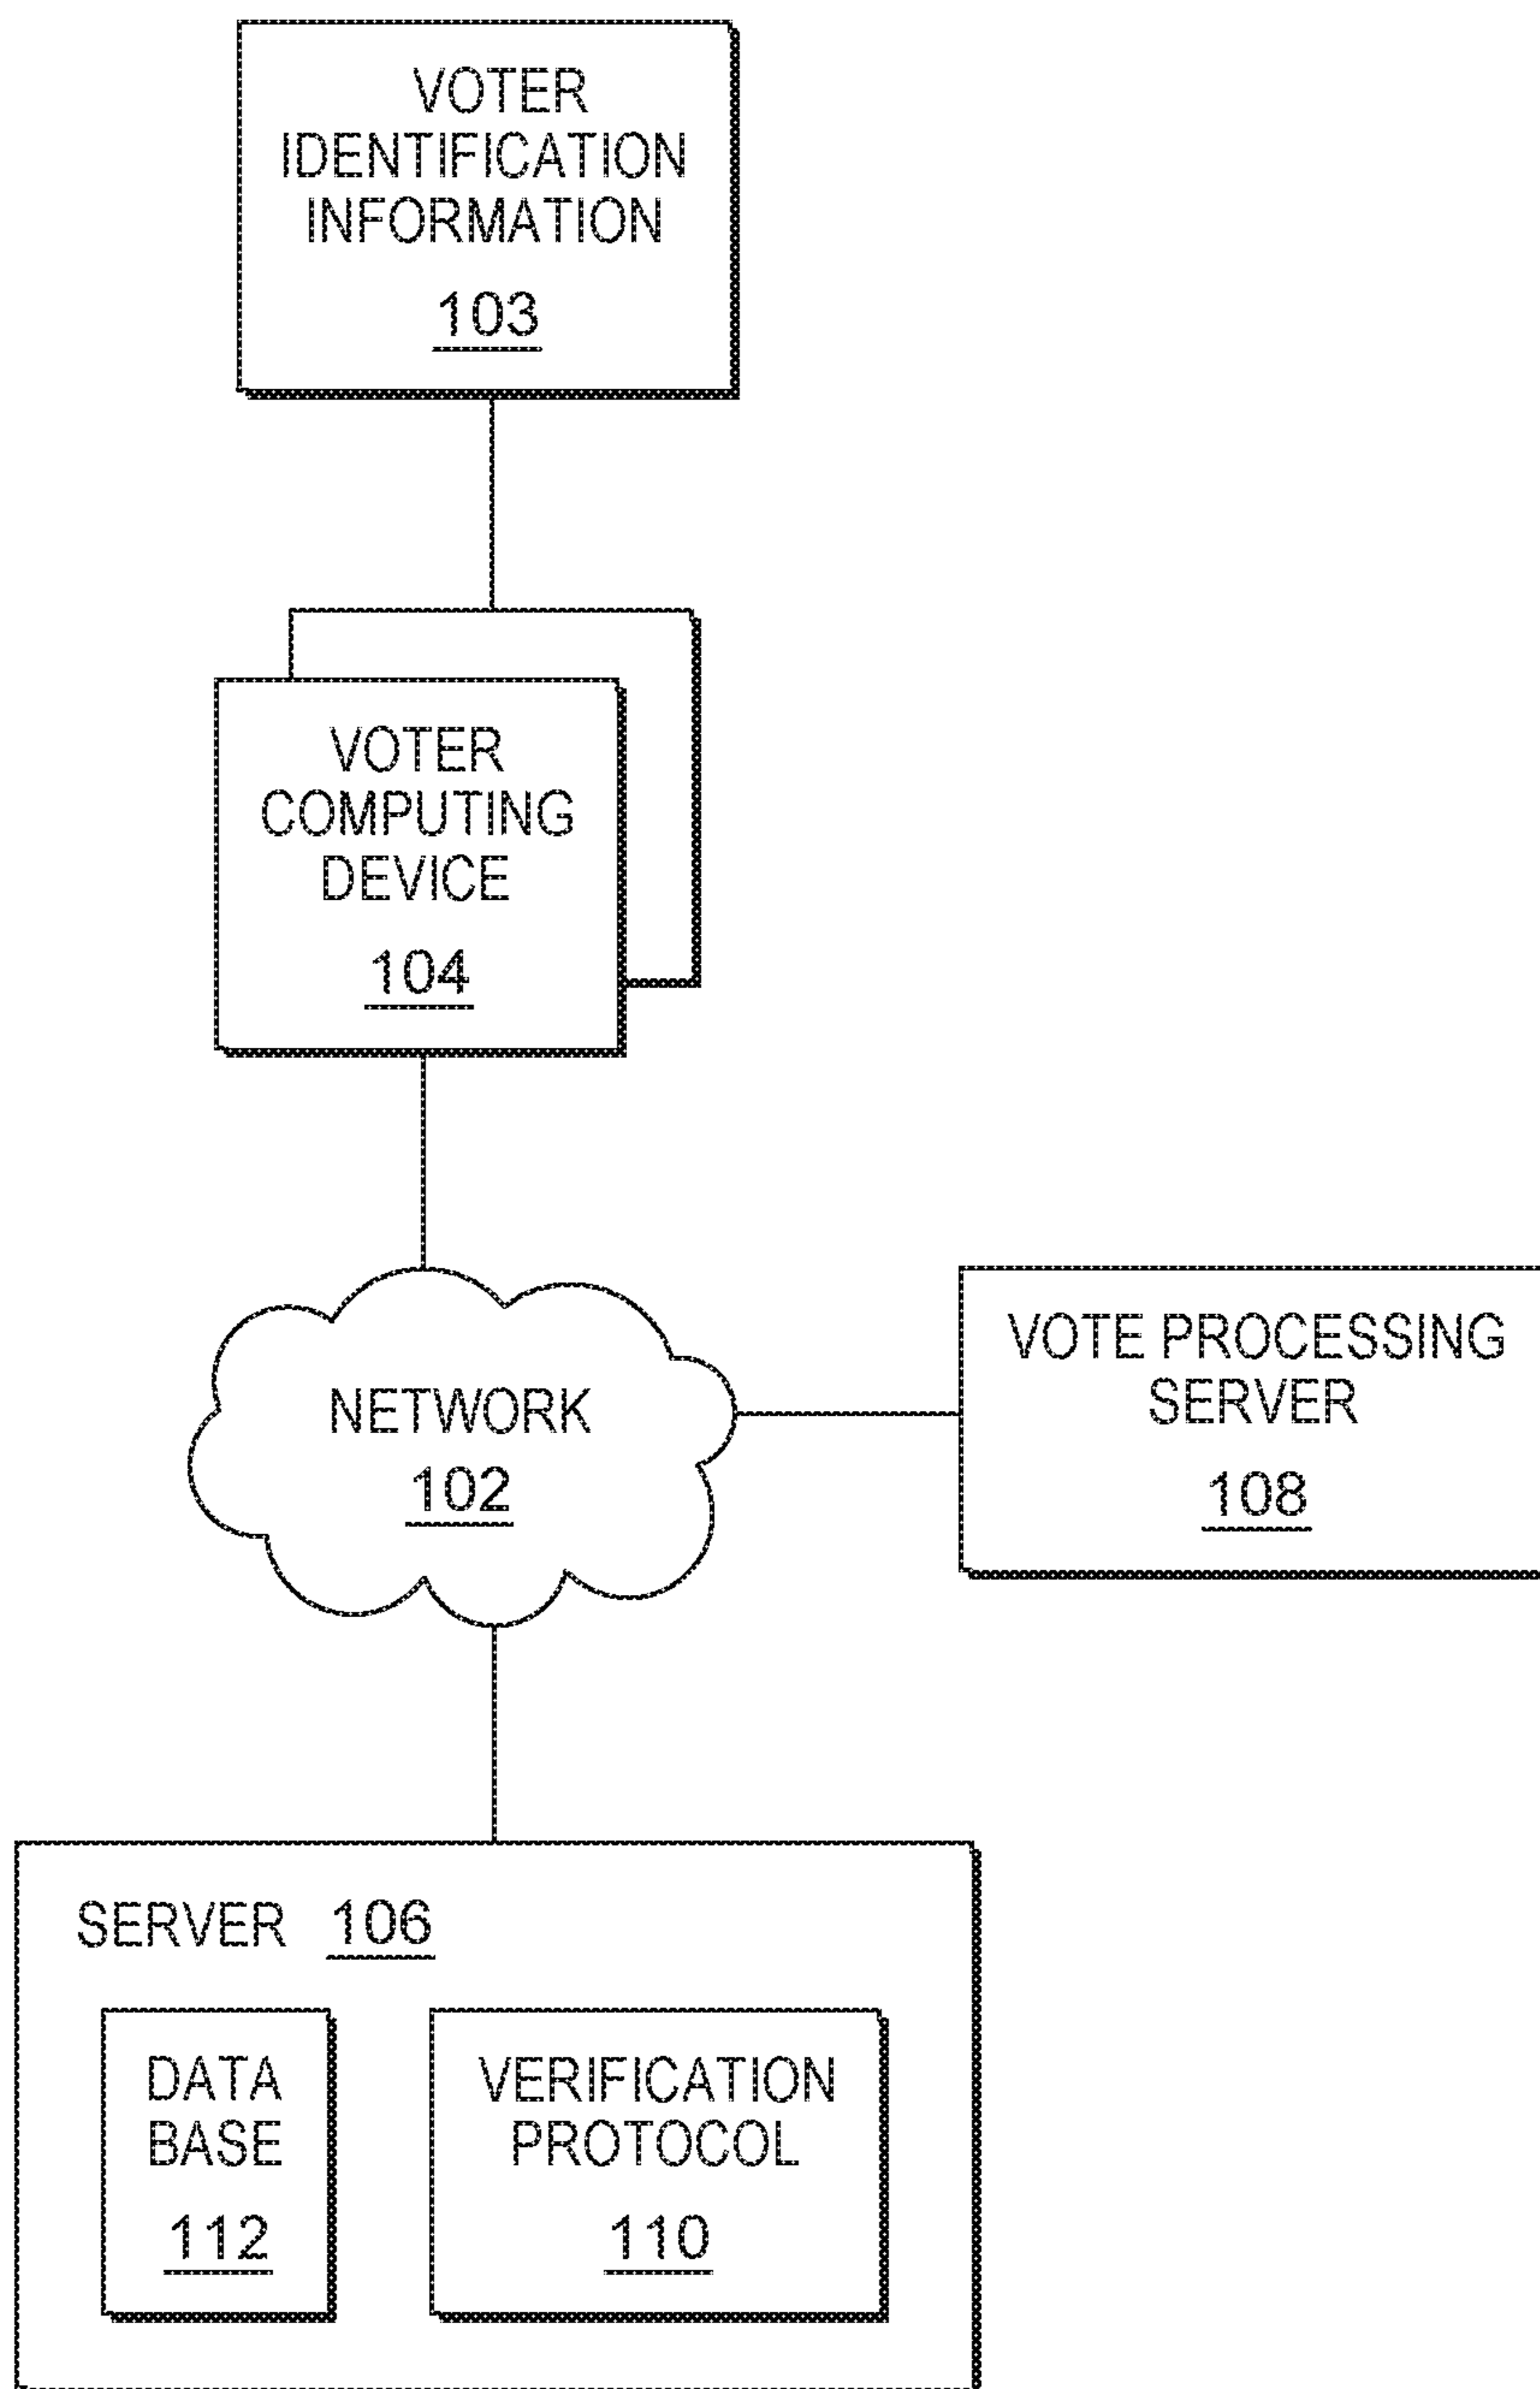 VOTER
IDENTIFICATION
INFORMATION
103
VOTER
COMPUTING
DEVICE
104
NETWORK
102
VOTE PROCESSING
SERVER
108
SERVER 106
DATA
BASE
112
VERIFICATION
PROTOCOL
110